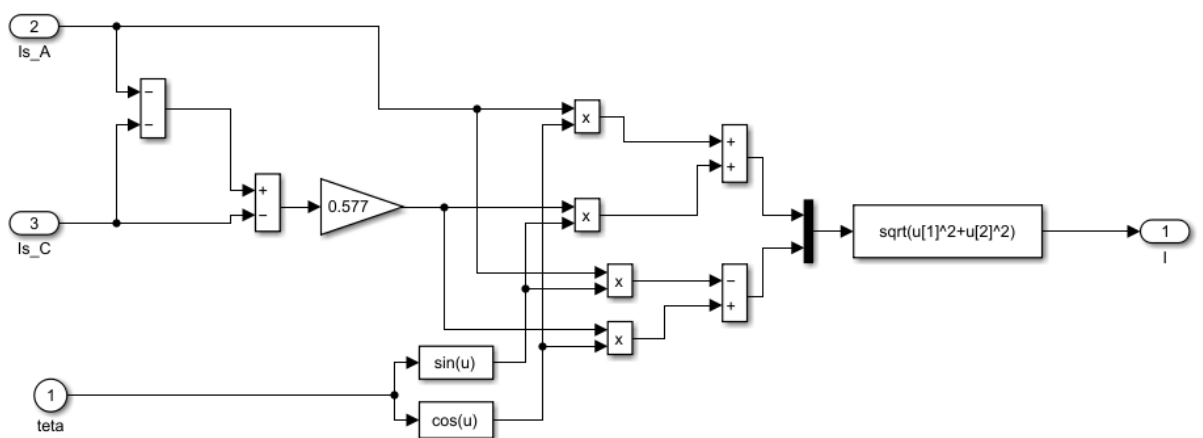 2
Is_A
−
−
x
+
+
+
−
0.577
x
3
Is_C
sqrt(u[1]^2+u[2]^2)
1
I
x
−
+
x
sin(u)
1
teta
cos(u)